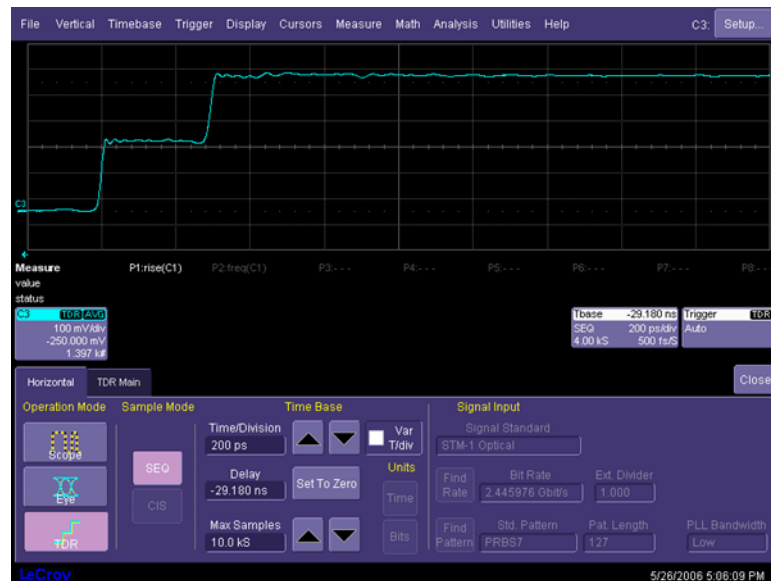 File Vertical Timebase Trigger Display Cursors Measure Math Analysis Utilities Help C3: Setup...
C3
Measure P1:rise(C1) P2:freq(C1) P3:- - - P4:- - - P5:- - - P6:- - - P7:- - - P8:- -
value
status
C3 TDR AVG
100 mV/div
-250.000 mV
1.397 k#
Tbase -29.180 ns
SEQ 200 ps/div
4.00 kS 500 fs/S
Trigger TDR
Auto
Horizontal TDR Main Close
Operation Mode Sample Mode Time Base Signal Input
Scope
Eye
TDR
SEQ
CIS
Time/Division
200 ps
Var
T/div
Delay
-29.180 ns
Set To Zero
Units
Time
Bits
Max Samples
10.0 kS
Signal Standard
STM-1 Optical
Find
Rate
Bit Rate
2.445976 Gbit/s
Ext. Divider
1.000
Find
Pattern
Std. Pattern
PRBS7
Pat. Length
127
PLL Bandwidth
Low
LeCroy 5/26/2006 5:06:09 PM